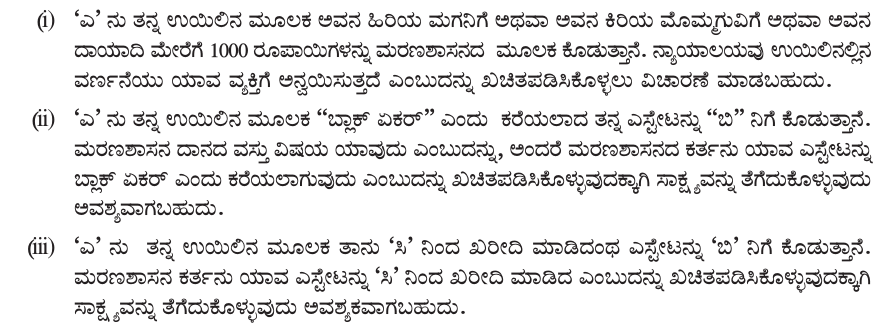 (i) ‘ಎ’ ನು ತನ್ನ ಉಯಿಲಿನ ಮೂಲಕ ಅವನ ಹಿರಿಯ ಮಗನಿಗೆ ಅಥವಾ ಅವನ ಕಿರಿಯ ಮೊಮ್ಮಗುವಿಗೆ ಅಥವಾ ಅವನ
ದಾಯಾದಿ ಮೇರೆಗೆ 1000 ರೂಪಾಯಿಗಳನ್ನು ಮರಣಶಾಸನದ ಮೂಲಕ ಕೊಡುತ್ತಾನೆ. ನ್ಯಾಯಾಲಯವು ಉಯಿಲಿನಲ್ಲಿನ
ವರ್ಣನೆಯು ಯಾವ ವ್ಯಕ್ತಿಗೆ ಅನ್ವಯಿಸುತ್ತದೆ ಎಂಬುದನ್ನು ಖಚಿತಪಡಿಸಿಕೊಳ್ಳಲು ವಿಚಾರಣೆ ಮಾಡಬಹುದು.
(ii) ‘ಎ’ ನು ತನ್ನ ಉಯಿಲಿನ ಮೂಲಕ “ಬ್ಲಾಕ್ ಏಕರ್” ಎಂದು ಕರೆಯಲಾದ ತನ್ನ ಎಸ್ಟೇಟನ್ನು “ಬಿ” ನಿಗೆ ಕೊಡುತ್ತಾನೆ.
ಮರಣಶಾಸನ ದಾನದ ವಸ್ತು ವಿಷಯ ಯಾವುದು ಎಂಬುದನ್ನು, ಅಂದರೆ ಮರಣಶಾಸನದ ಕರ್ತನು ಯಾವ ಎಸ್ಟೇಟನ್ನು
ಬ್ಲಾಕ್ ಏಕರ್ ಎಂದು ಕರೆಯಲಾಗುವುದು ಎಂಬುದನ್ನು ಖಚಿತಪಡಿಸಿಕೊಳ್ಳುವುದಕ್ಕಾಗಿ ಸಾಕ್ಷ್ಯವನ್ನು ತೆಗೆದುಕೊಳ್ಳುವುದು
ಅವಶ್ಯವಾಗಬಹುದು.
(iii) ‘ಎ’ ನು ತನ್ನ ಉಯಿಲಿನ ಮೂಲಕ ತಾನು ‘ಸಿ’ ನಿಂದ ಖರೀದಿ ಮಾಡಿದಂಥ ಎಸ್ಟೇಟನ್ನು ‘ಬಿ’ ನಿಗೆ ಕೊಡುತ್ತಾನೆ.
ಮರಣಶಾಸನ ಕರ್ತನು ಯಾವ ಎಸ್ಟೇಟನ್ನು ‘ಸಿ’ ನಿಂದ ಖರೀದಿ ಮಾಡಿದ ಎಂಬುದನ್ನು ಖಚಿತಪಡಿಸಿಕೊಳ್ಳುವುದಕ್ಕಾಗಿ
ಸಾಕ್ಷ್ಯವನ್ನು ತೆಗೆದುಕೊಳ್ಳುವುದು ಅವಶ್ಯಕವಾಗಬಹುದು.